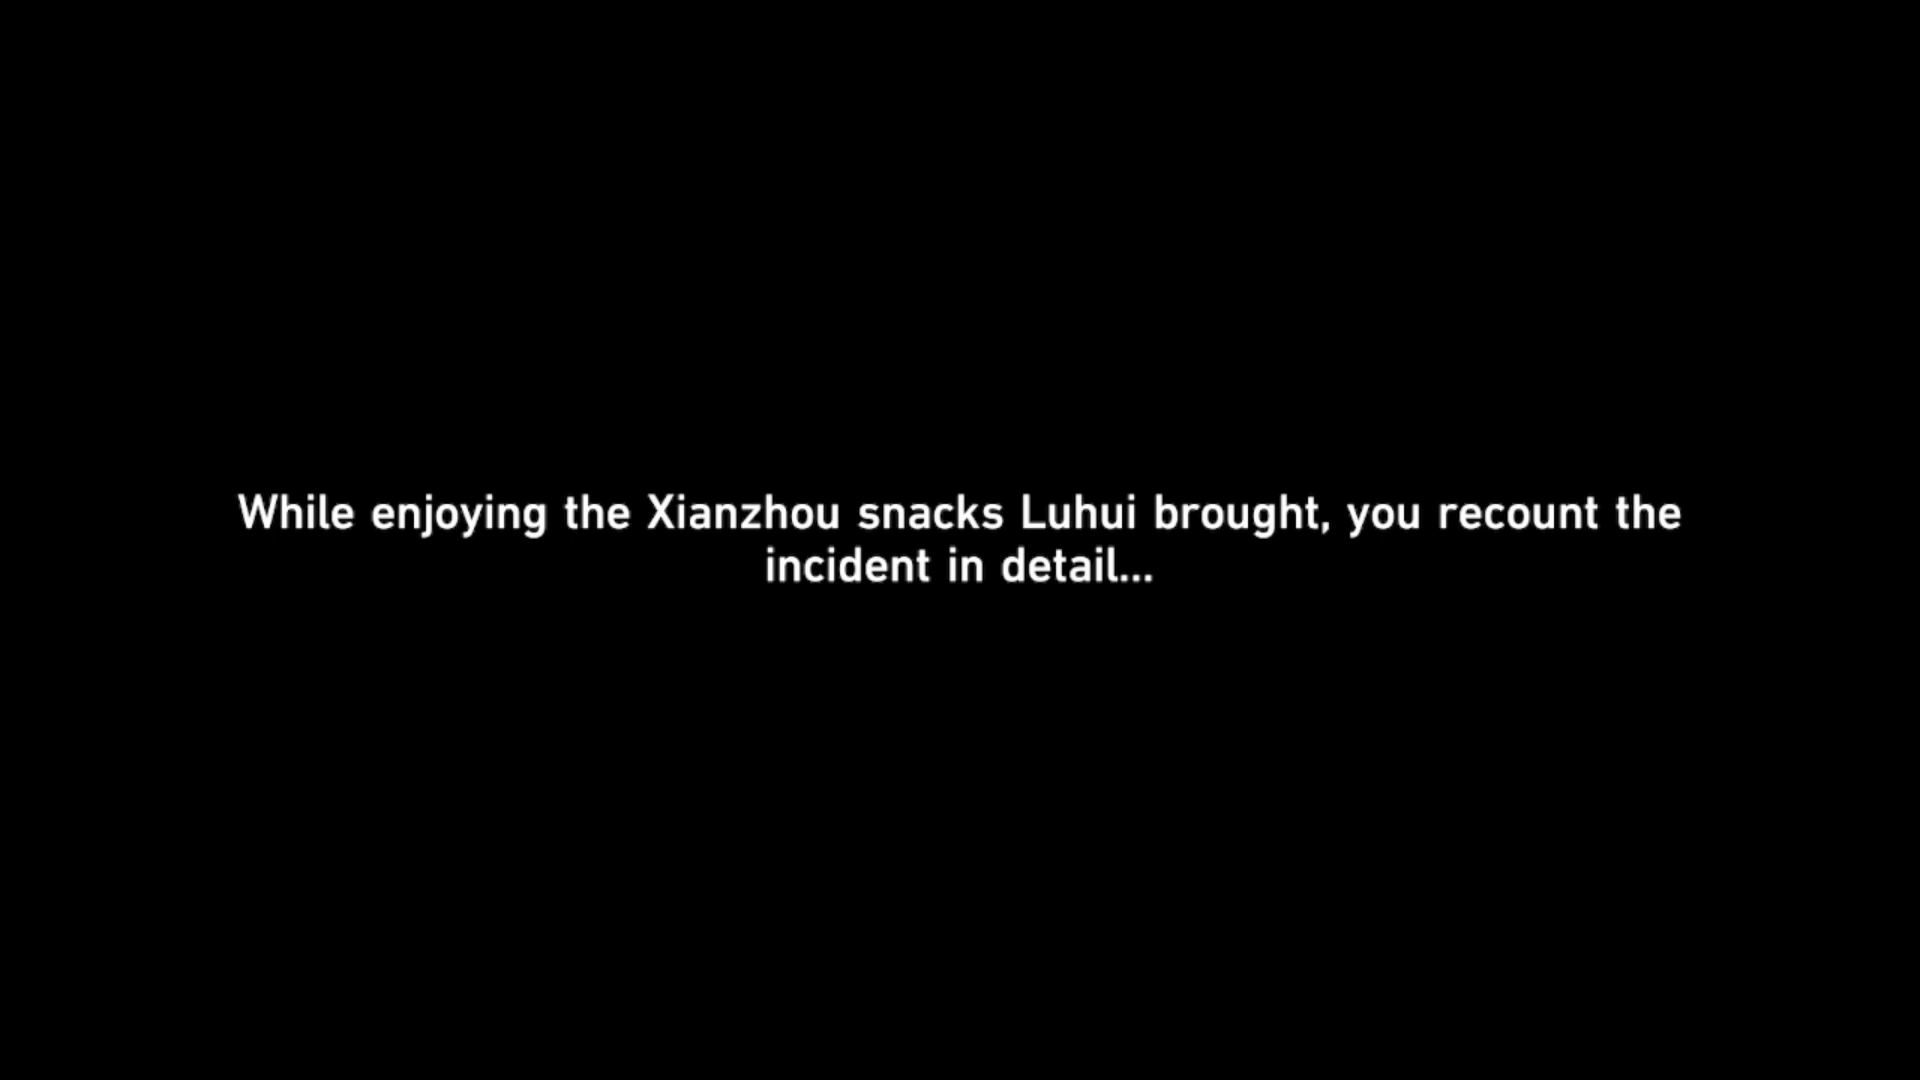 While enjoying the Xianzhou snacks Luhui brought, you recount the
incident in detail...